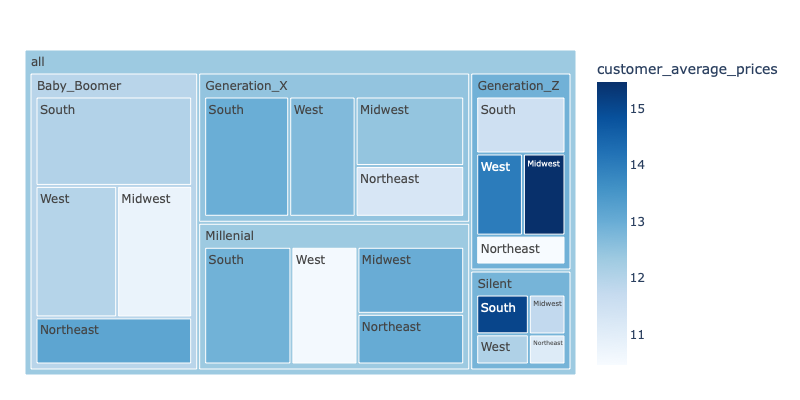 all
Baby_Boomer
South
West
Midwest
Northeast
Generation_X
South
West
Midwest
Northeast
Millenial
South
West
Midwest
Northeast
Generation_Z
South
West
Midwest
Northeast
Silent
South
Midwest
West
Northeast
customer_average_prices
15
14
13
12
11